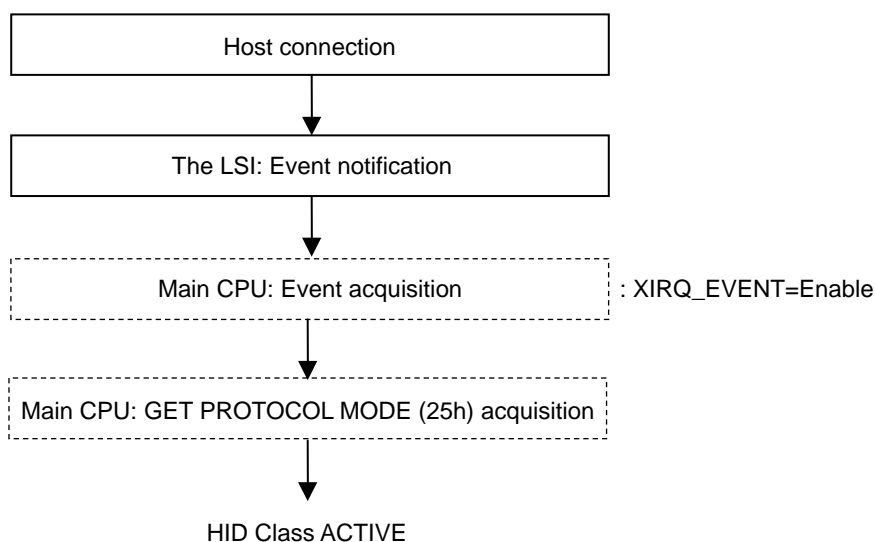 Host connection
The LSI: Event notification
Main CPU: Event acquisition
: XIRQ_EVENT=Enable
Main CPU: GET PROTOCOL MODE (25h) acquisition
HID Class ACTIVE